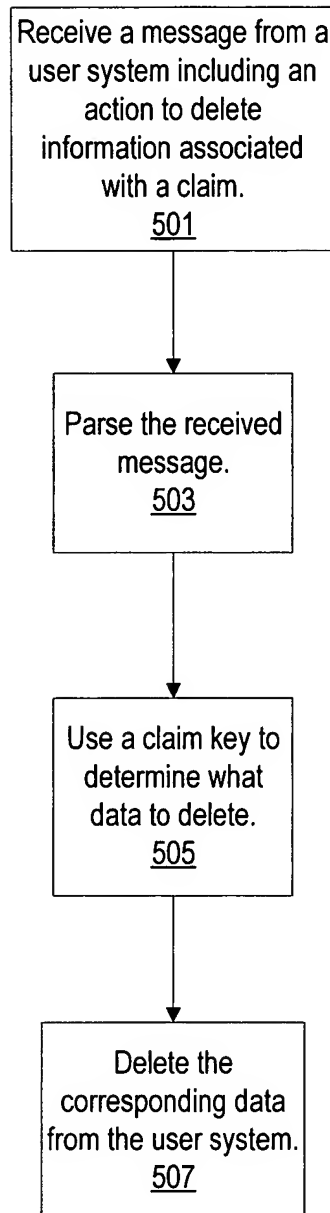 Receive a message from a
user system including an
action to delete
information associated
with a claim.
501
Parse the received
message.
503
Use a claim key to
determine what
data to delete.
505
Delete the
corresponding data
from the user system.
507